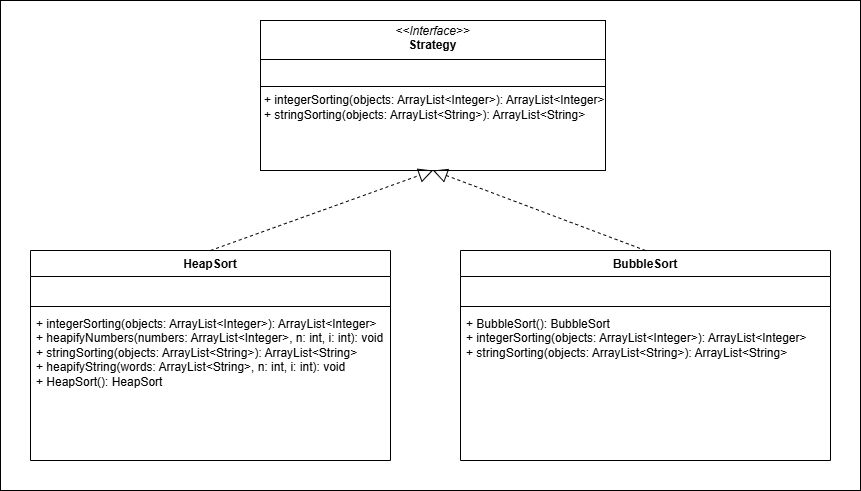 <<Interface>>
Strategy
+ integerSorting(objects: ArrayList<Integer>): ArrayList<Integer>
+ stringSorting(objects: ArrayList<String>): ArrayList<String>
HeapSort
+ integerSorting(objects: ArrayList<Integer>): ArrayList<Integer>
+ heapifyNumbers(numbers: ArrayList<Integer>, n: int, i: int): void
+ stringSorting(objects: ArrayList<String>): ArrayList<String>
+ heapifyString(words: ArrayList<String>, n: int, i: int): void
+ HeapSort(): HeapSort
BubbleSort
+ BubbleSort(): BubbleSort
+ integerSorting(objects: ArrayList<Integer>): ArrayList<Integer>
+ stringSorting(objects: ArrayList<String>): ArrayList<String>